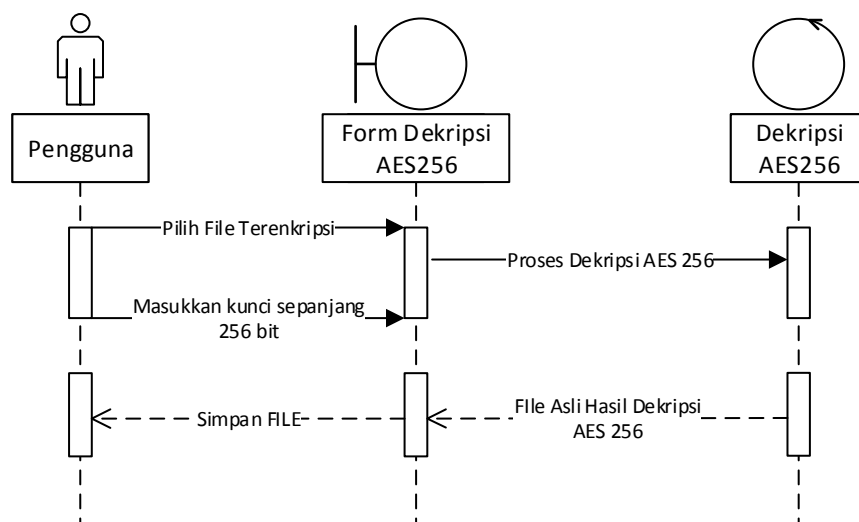 Pengguna
Form Dekripsi
AES256
Dekripsi
AES256
Pilih File Terenkripsi
Proses Dekripsi AES 256
Masukkan kunci sepanjang
256 bit
FIle Asli Hasil Dekripsi
AES 256
Simpan FILE